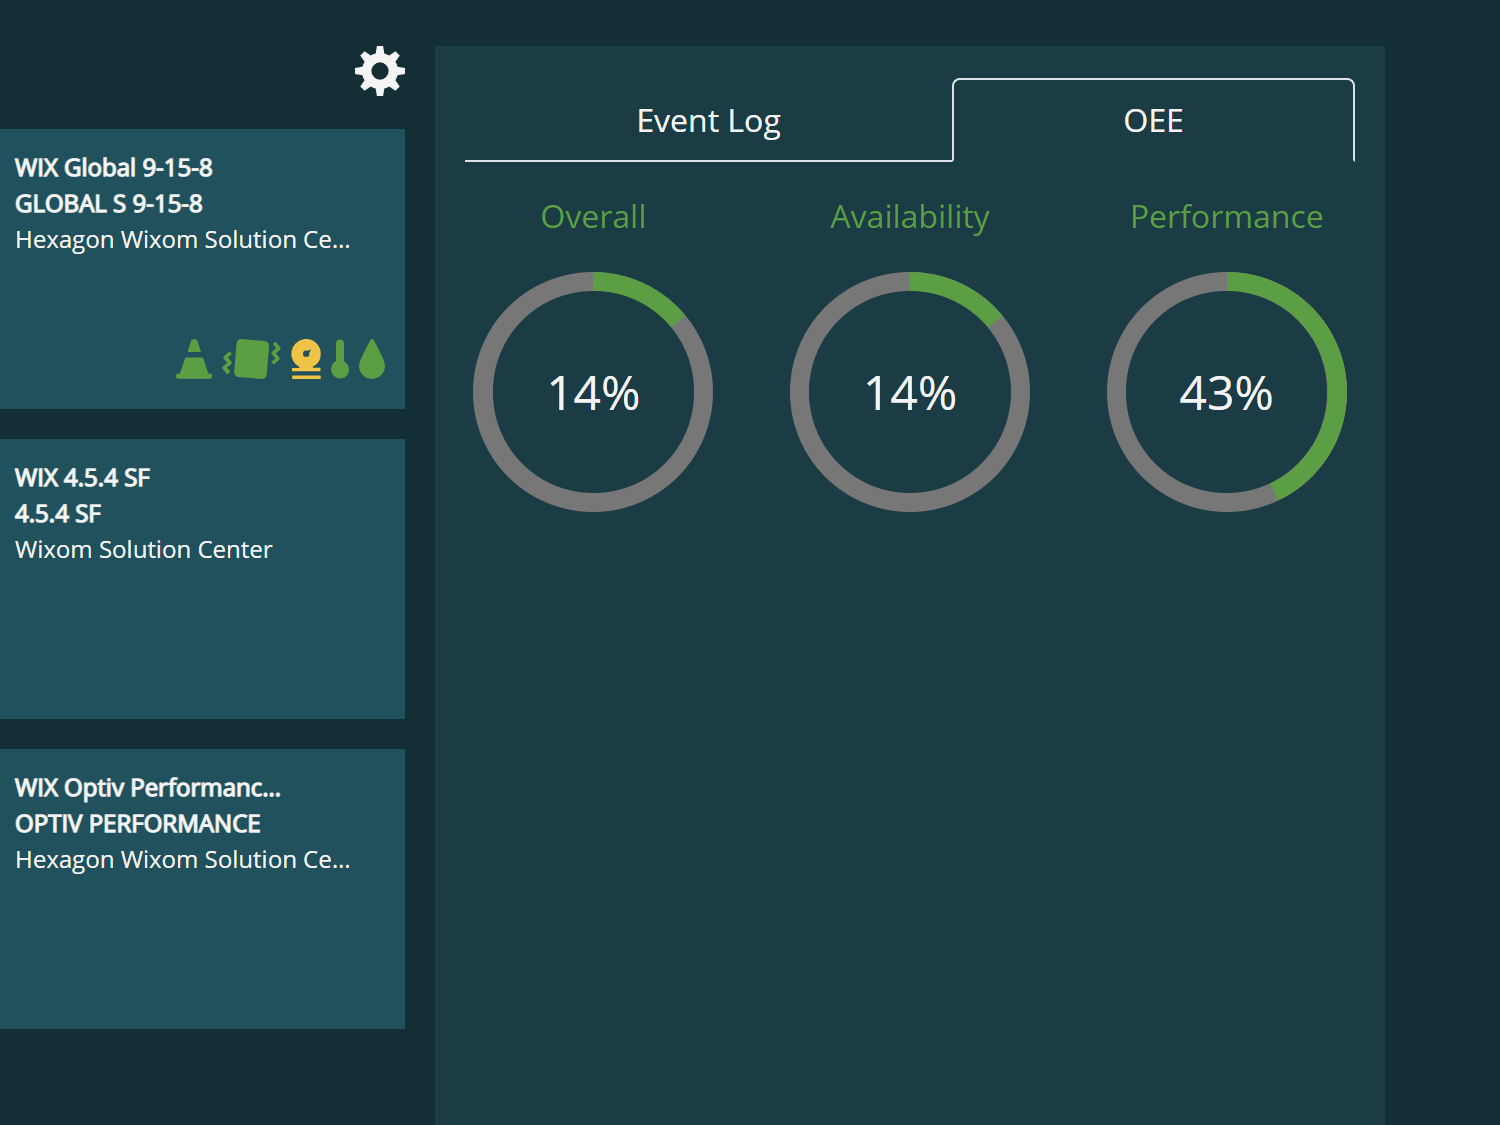 WIX Global 9-15-8
GLOBAL S 9-15-8
Hexagon Wixom Solution Ce...
WIX 4.5.4 SF
4.5.4 SF
Wixom Solution Center
WIX Optiv Performanc...
OPTIV PERFORMANCE
Hexagon Wixom Solution Ce...
Event Log
OEE
Overall
Availability
Performance
14%
14%
43%